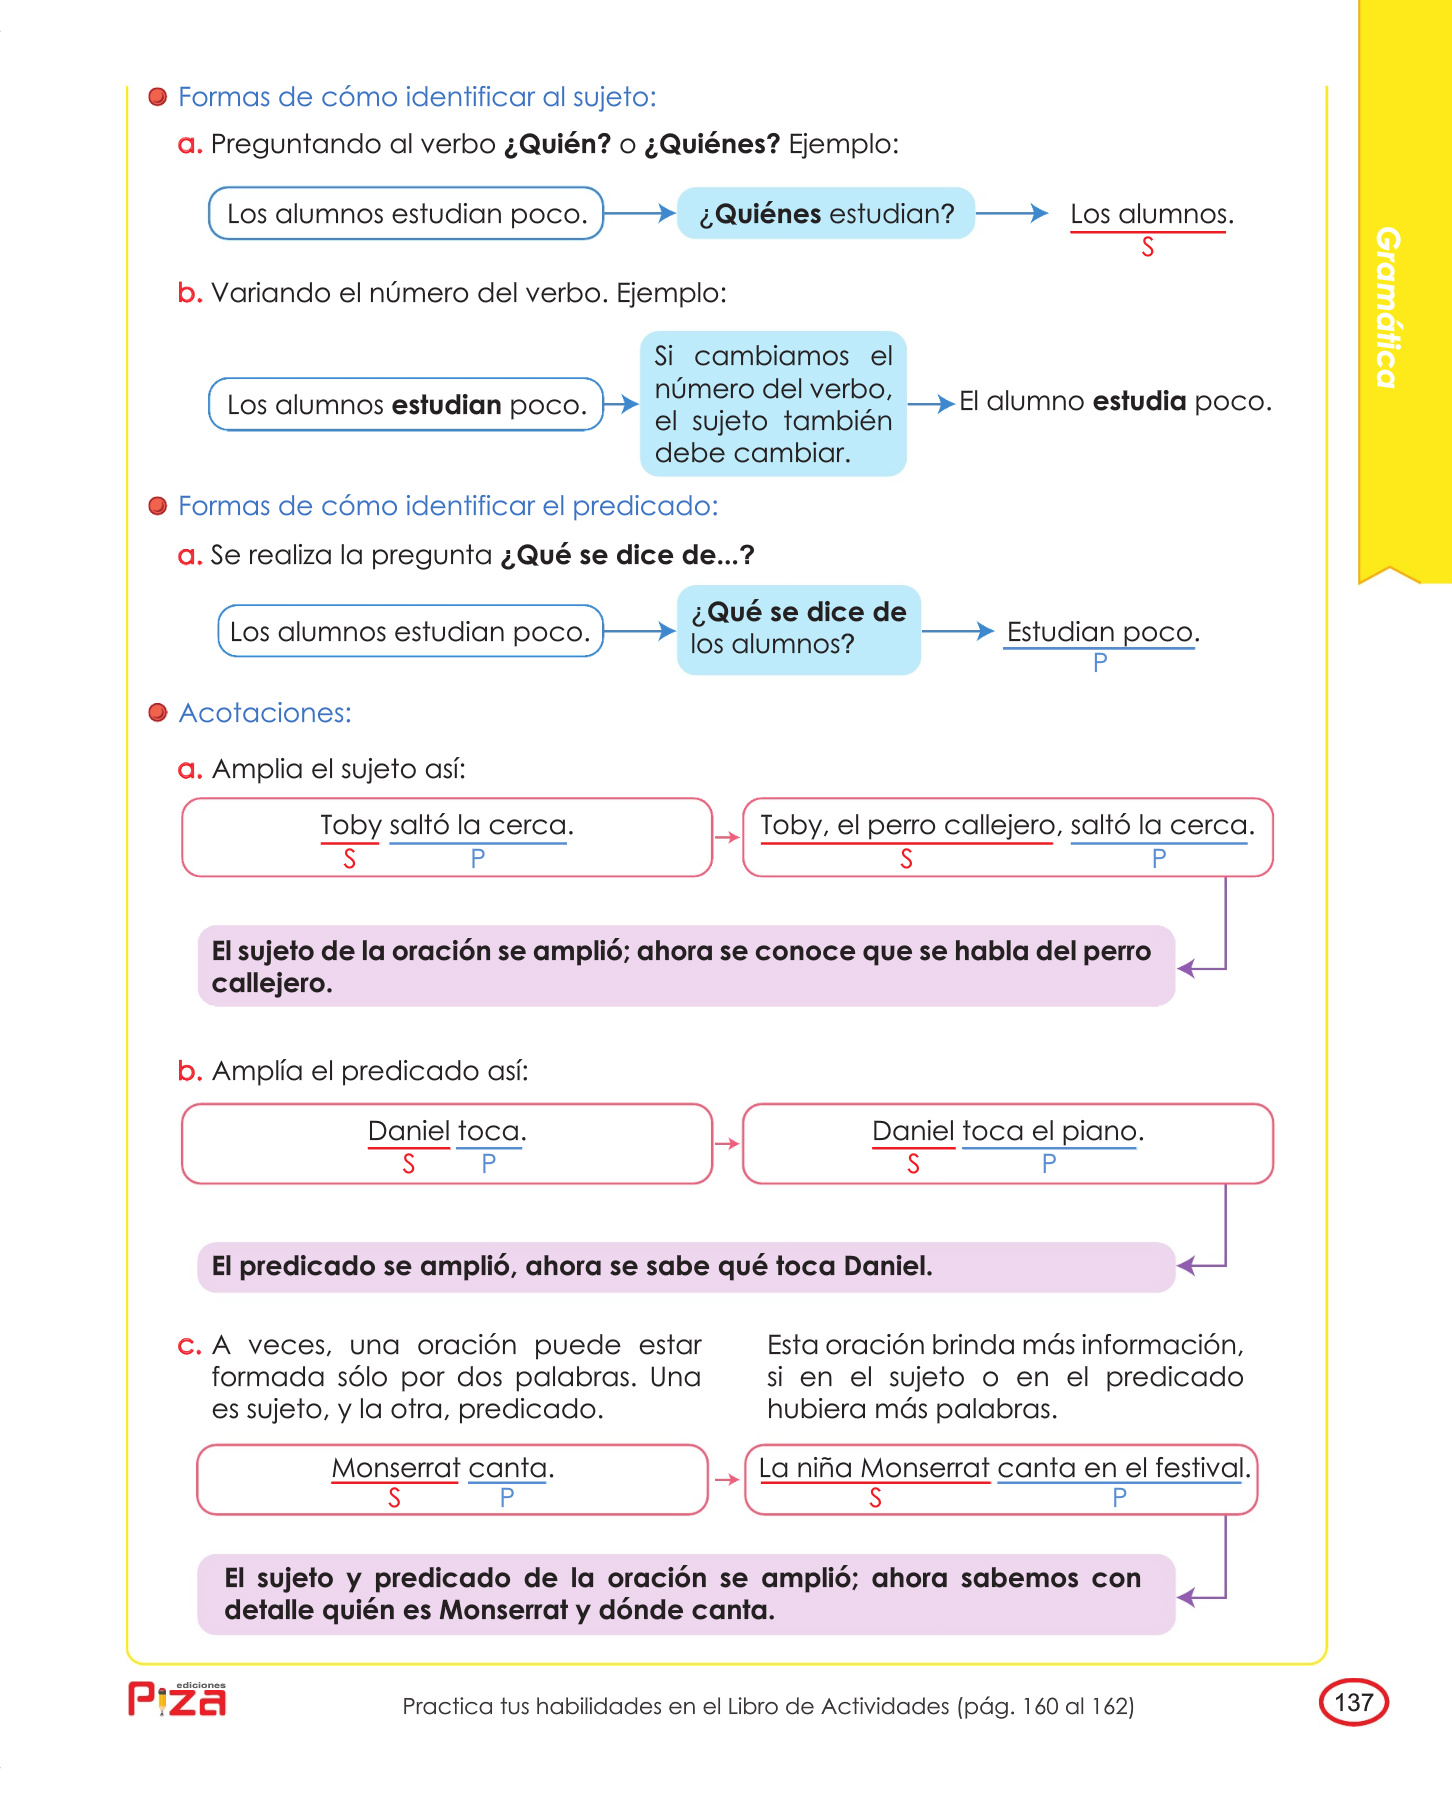 Formas de cómo identificar al sujeto:
a. Preguntando al verbo ¿Quién? o ¿Quiénes? Ejemplo:
Los alumnos estudian poco.
¿Quiénes estudian?
Los alumnos.
S
b. Variando el número del verbo. Ejemplo:
Los alumnos estudian poco.
Si cambiamos el
número del verbo,
el sujeto también
debe cambiar.
El alumno estudia poco.
Formas de cómo identificar el predicado:
a. Se realiza la pregunta ¿Qué se dice de...?
Los alumnos estudian poco.
¿Qué se dice de
los alumnos?
Estudian poco.
P
Acotaciones:
a. Amplia el sujeto así:
Toby saltó la cerca.
S P
Toby, el perro callejero, saltó la cerca.
S P
El sujeto de la oración se amplió; ahora se conoce que se habla del perro
callejero.
b. Amplía el predicado así:
Daniel toca.
S P
Daniel toca el piano.
S P
El predicado se amplió, ahora se sabe qué toca Daniel.
c. A veces, una oración puede estar
formada sólo por dos palabras. Una
es sujeto, y la otra, predicado.
Esta oración brinda más información,
si en el sujeto o en el predicado
hubiera más palabras.
Monserrat canta.
S P
La niña Monserrat canta en el festival.
S P
El sujeto y predicado de la oración se amplió; ahora sabemos con
detalle quién es Monserrat y dónde canta.
Gramática
ediciones
Piza
Practica tus habilidades en el Libro de Actividades (pág. 160 al 162)
137